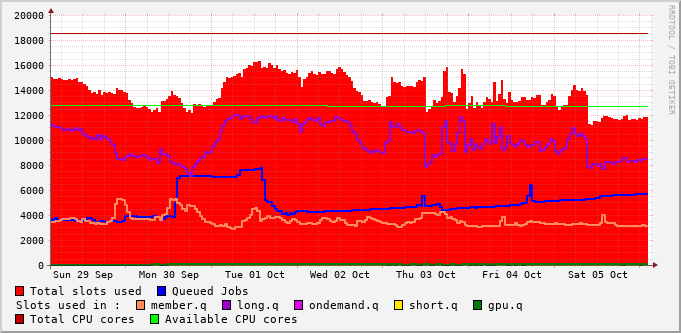 20000
18000
16000
14000
12000
10000
8000
6000
4000
2000
0
Sun 29 Sep Mon 30 Sep Tue 01 Oct Wed 02 Oct Thu 03 Oct Fri 04 Oct Sat 05 Oct
RRDTOOL / TOBI OETIKER
Total slots used Queued Jobs
Slots used in : member.q long.q ondemand.q short.q gpu.q
Total CPU cores Available CPU cores